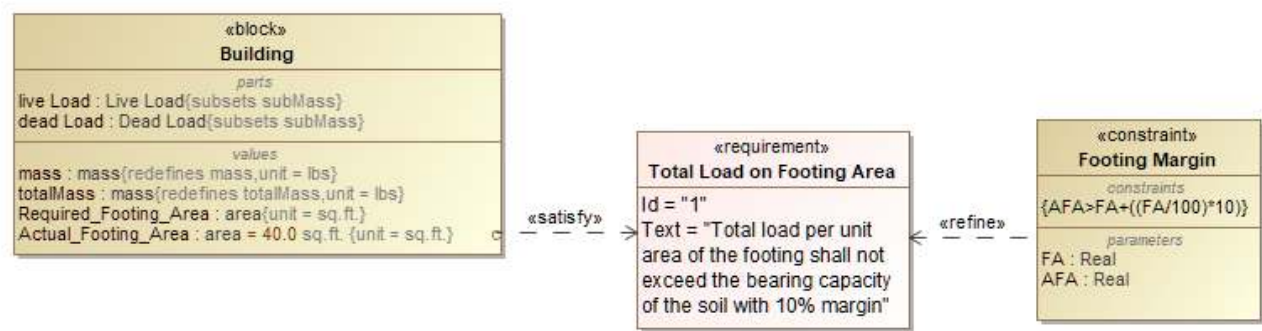 «block»
Building
parts
live Load : Live Load{subsets subMass}
dead Load : Dead Load{subsets subMass}
values
mass : mass{redefines mass,unit = lbs}
totalMass : mass{redefines totalMass,unit = lbs}
Required_Footing_Area : area{unit = sq.ft.}
Actual_Footing_Area : area = 40.0 sq.ft. {unit = sq.ft.}
«satisfy»
«requirement»
Total Load on Footing Area
Id = "1"
Text = "Total load per unit
area of the footing shall not
exceed the bearing capacity
of the soil with 10% margin"
«refine»
«constraint»
Footing Margin
constraints
{AFA>FA+((FA/100)*10)}
parameters
FA : Real
AFA : Real